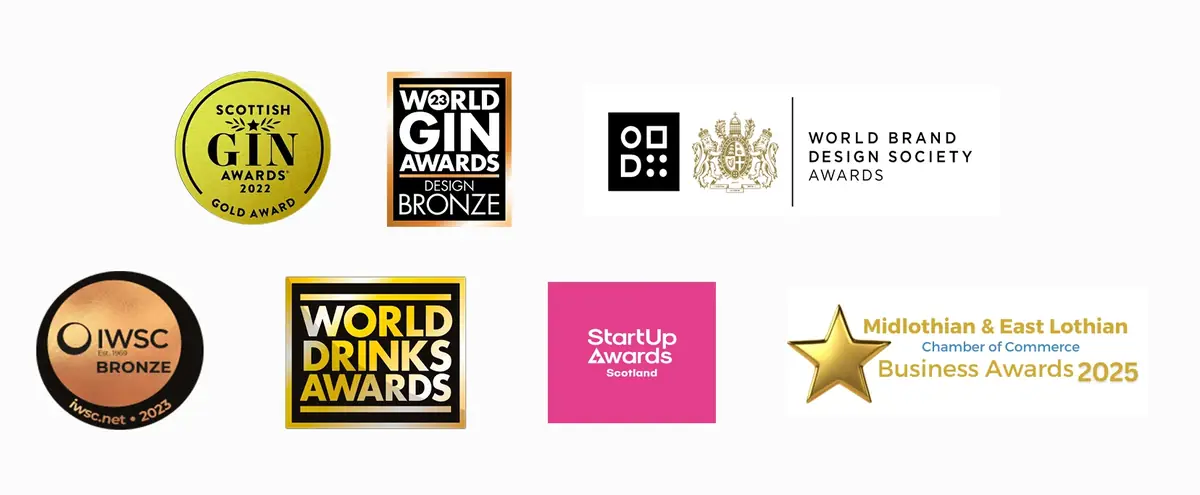 SCOTTISH
GIN
AWARDS®
2022
GOLD AWARD
WORLD
23
GIN
AWARDS
DESIGN
BRONZE
WORLD BRAND
DESIGN SOCIETY
AWARDS
IWSC
Est. 1969
BRONZE
iwsc.net • 2023
WORLD
DRINKS
AWARDS
StartUp
Awards
Scotland
Midlothian & East Lothian
Chamber of Commerce
Business Awards 2025